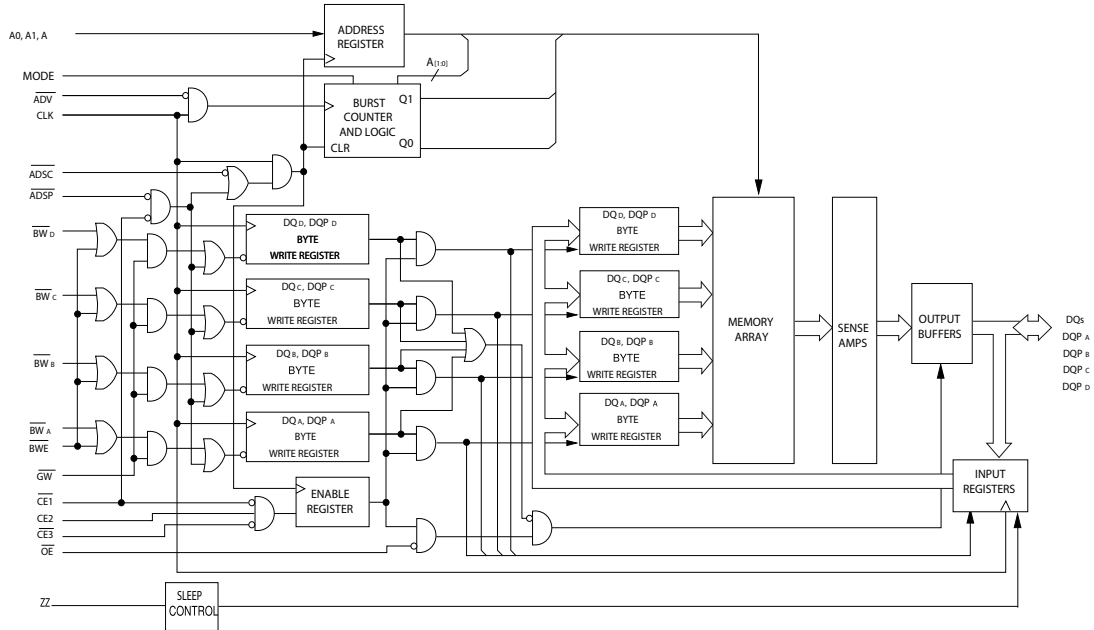 A0, A1, A
ADDRESS
REGISTER
MODE
A[1:0]
ADV
CLK
BURST
COUNTER
AND LOGIC
CLR
Q1
Q0
ADSC
ADSP
BW D
DQ D, DQP D
BYTE
WRITE REGISTER
DQ D, DQP D
BYTE
WRITE REGISTER
BW C
DQ C, DQP C
BYTE
WRITE REGISTER
DQ C, DQP C
BYTE
WRITE REGISTER
BW B
DQ B, DQP B
BYTE
WRITE REGISTER
DQ B, DQP B
BYTE
WRITE REGISTER
BW A
BWE
DQ A, DQP A
BYTE
WRITE REGISTER
DQ A, DQP A
BYTE
WRITE REGISTER
MEMORY
ARRAY
SENSE
AMPS
OUTPUT
BUFFERS
DQs
DQP A
DQP B
DQP C
DQP D
GW
CE1
CE2
CE3
OE
ENABLE
REGISTER
INPUT
REGISTERS
ZZ
SLEEP
CONTROL